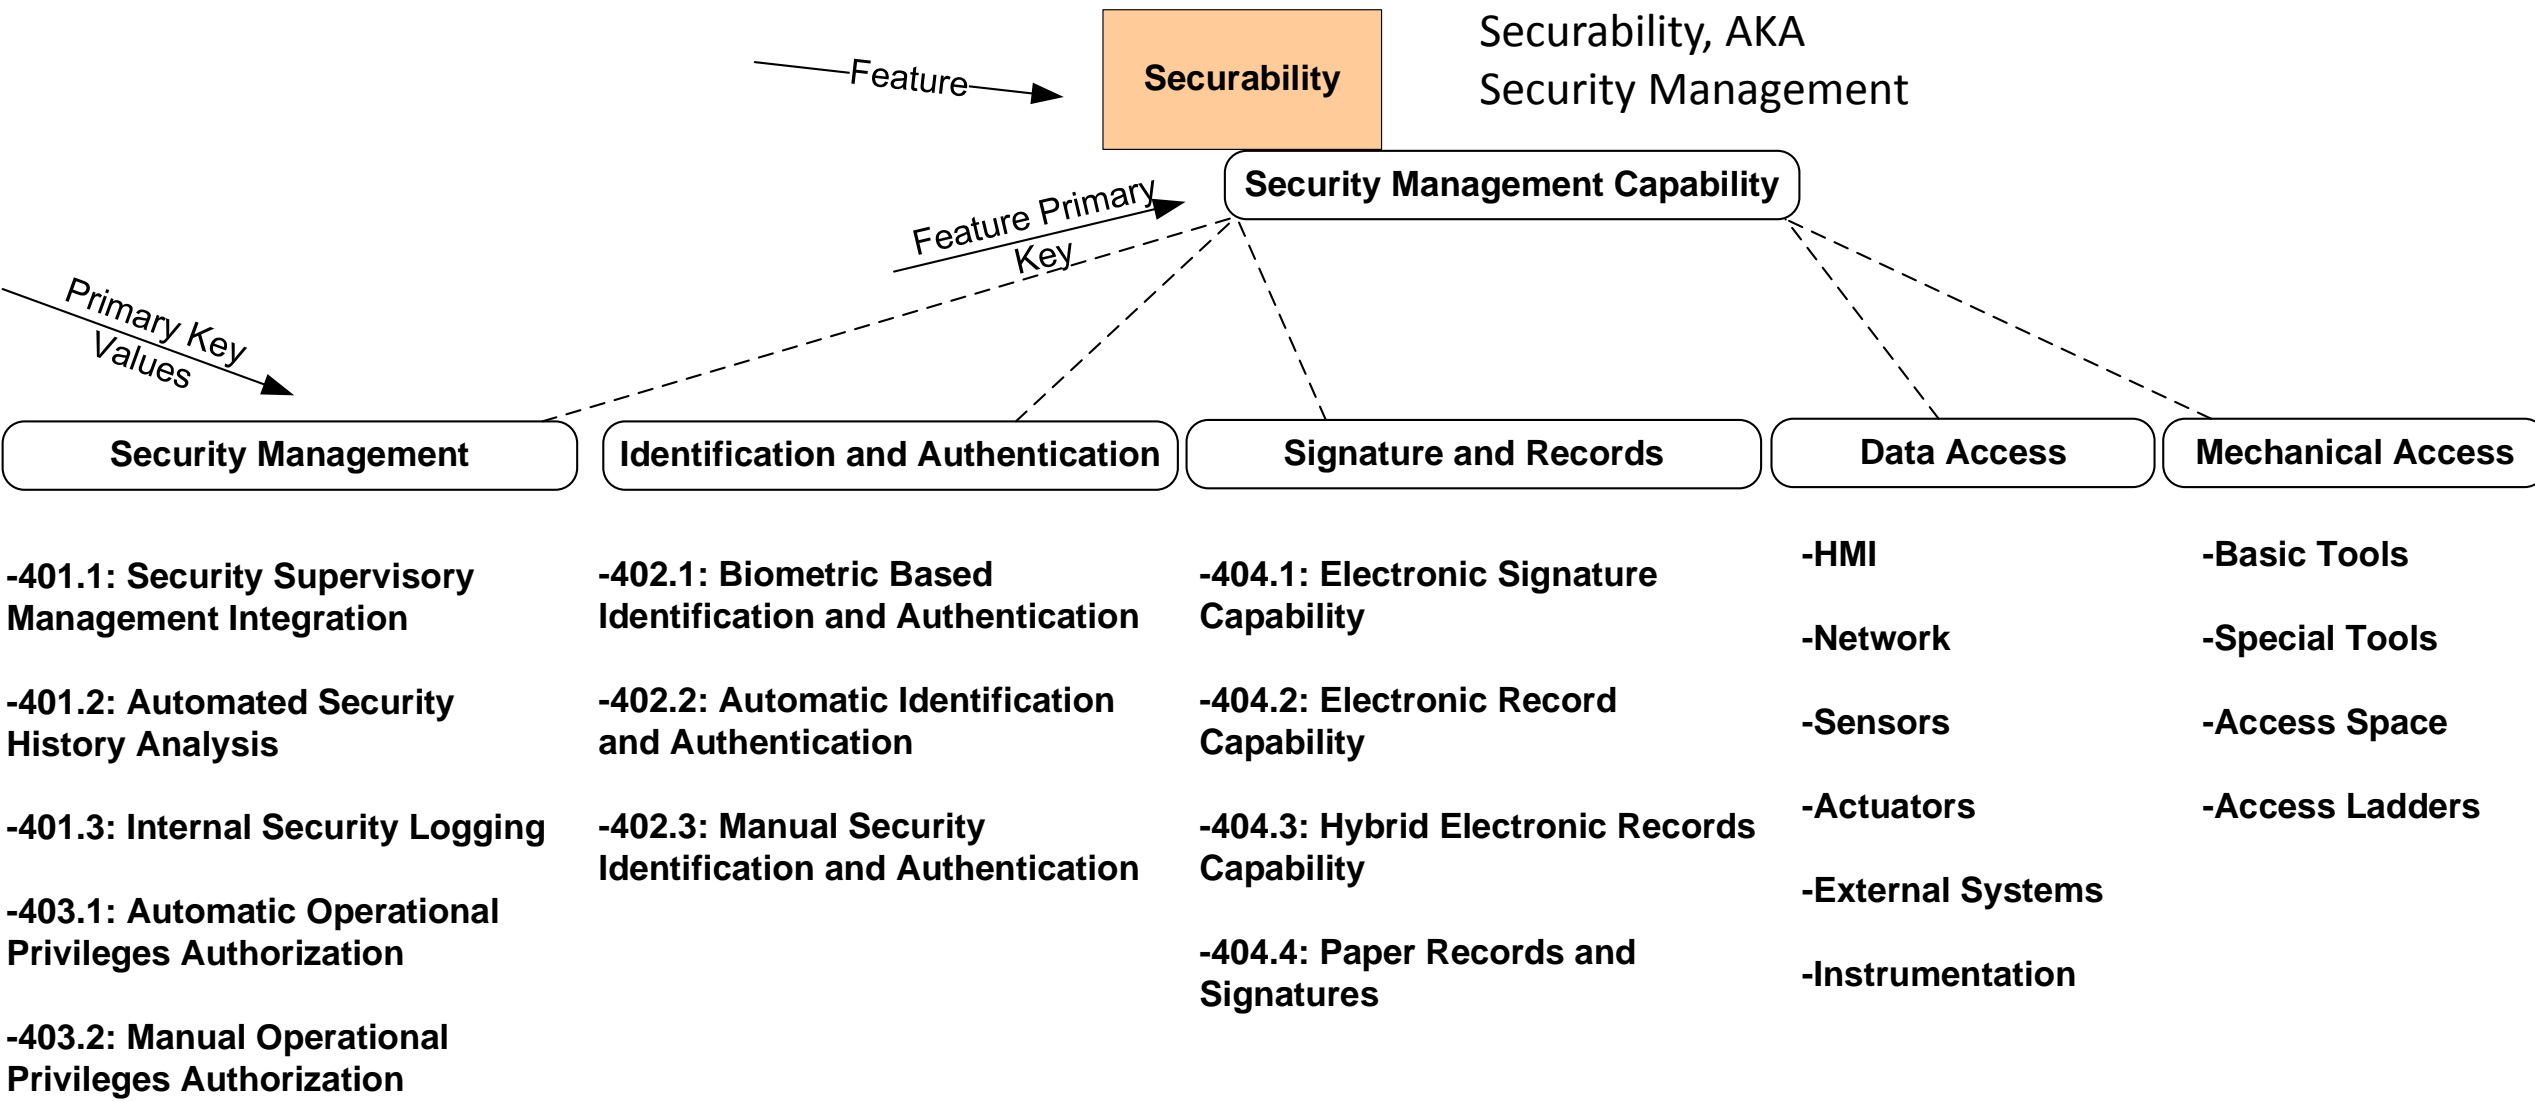 Securability, AKA
Security Management
Feature
Securability
Security Management Capability
Feature Primary
Key
Primary Key
Values
Security Management
Identification and Authentication
Signature and Records
Data Access
Mechanical Access
-401.1: Security Supervisory
Management Integration
-401.2: Automated Security
History Analysis
-401.3: Internal Security Logging
-403.1: Automatic Operational
Privileges Authorization
-403.2: Manual Operational
Privileges Authorization
-402.1: Biometric Based
Identification and Authentication
-402.2: Automatic Identification
and Authentication
-402.3: Manual Security
Identification and Authentication
-404.1: Electronic Signature
Capability
-404.2: Electronic Record
Capability
-404.3: Hybrid Electronic Records
Capability
-404.4: Paper Records and
Signatures
-HMI
-Network
-Sensors
-Actuators
-External Systems
-Instrumentation
-Basic Tools
-Special Tools
-Access Space
-Access Ladders